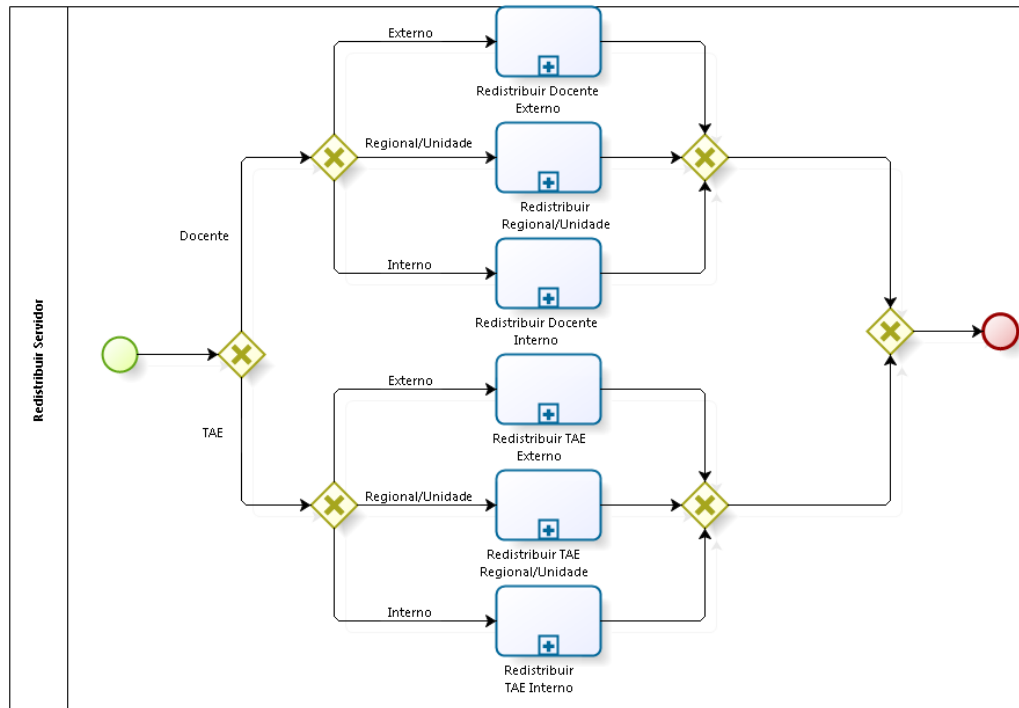 Redistribuir Servidor
Externo
Redistribuir Docente
Externo
Regional/Unidade
Redistribuir
Regional/Unidade
Docente
Interno
Redistribuir Docente
Interno
TAE
Externo
Redistribuir TAE
Externo
Regional/Unidade
Redistribuir TAE
Regional/Unidade
Interno
Redistribuir
TAE Interno